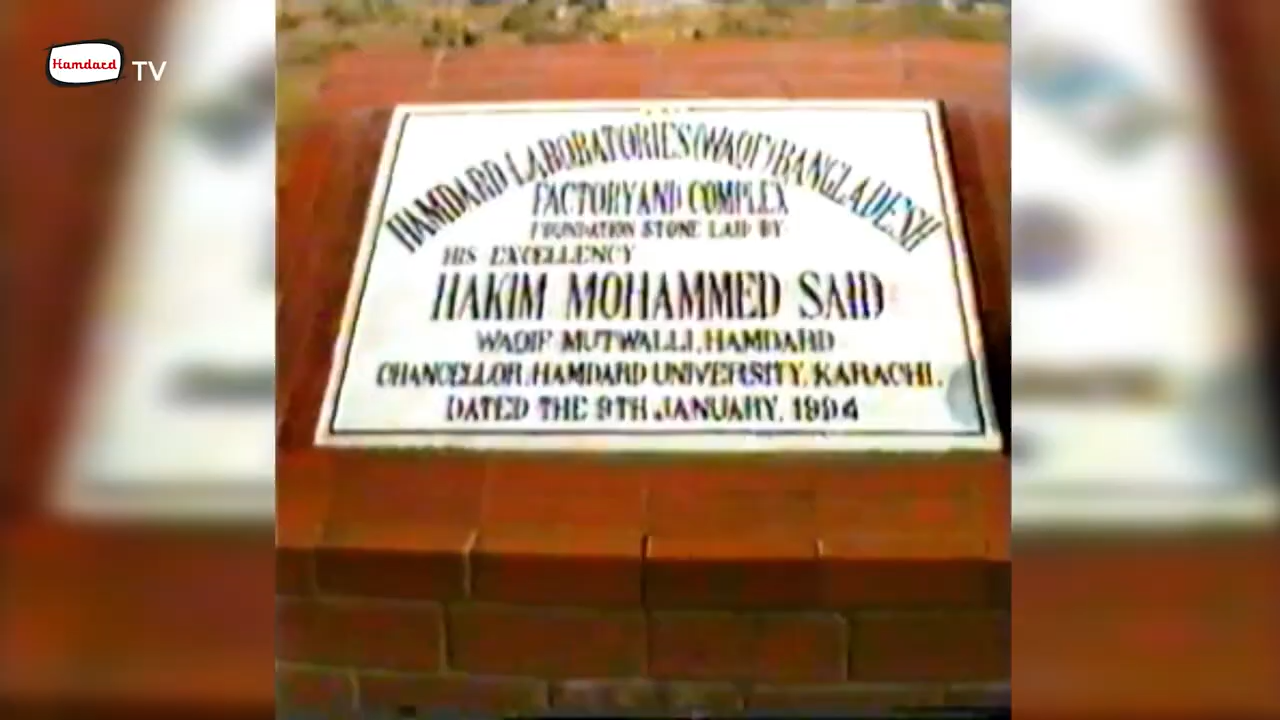 Hamdard TV
HAMDARD LABORATORIES (WAQF) BANGLADESH
FACTORY AND COMPLEX
FOUNDATION STONE LAID BY
HIS EXCELLENCY
HAKIM MOHAMMED SAID
WAQIF MUTWALLI, HAMDARD
CHANCELLOR, HAMDARD UNIVERSITY, KARACHI.
DATED THE 9TH JANUARY, 1994